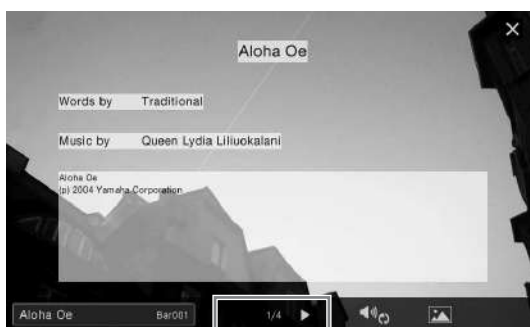 Aloha Oe
Words by Traditional
Music by Queen Lydia Liliuokalani
Aloha Oe
(p) 2004 Yamaha Corporation
Aloha Oe Bar001 1/4